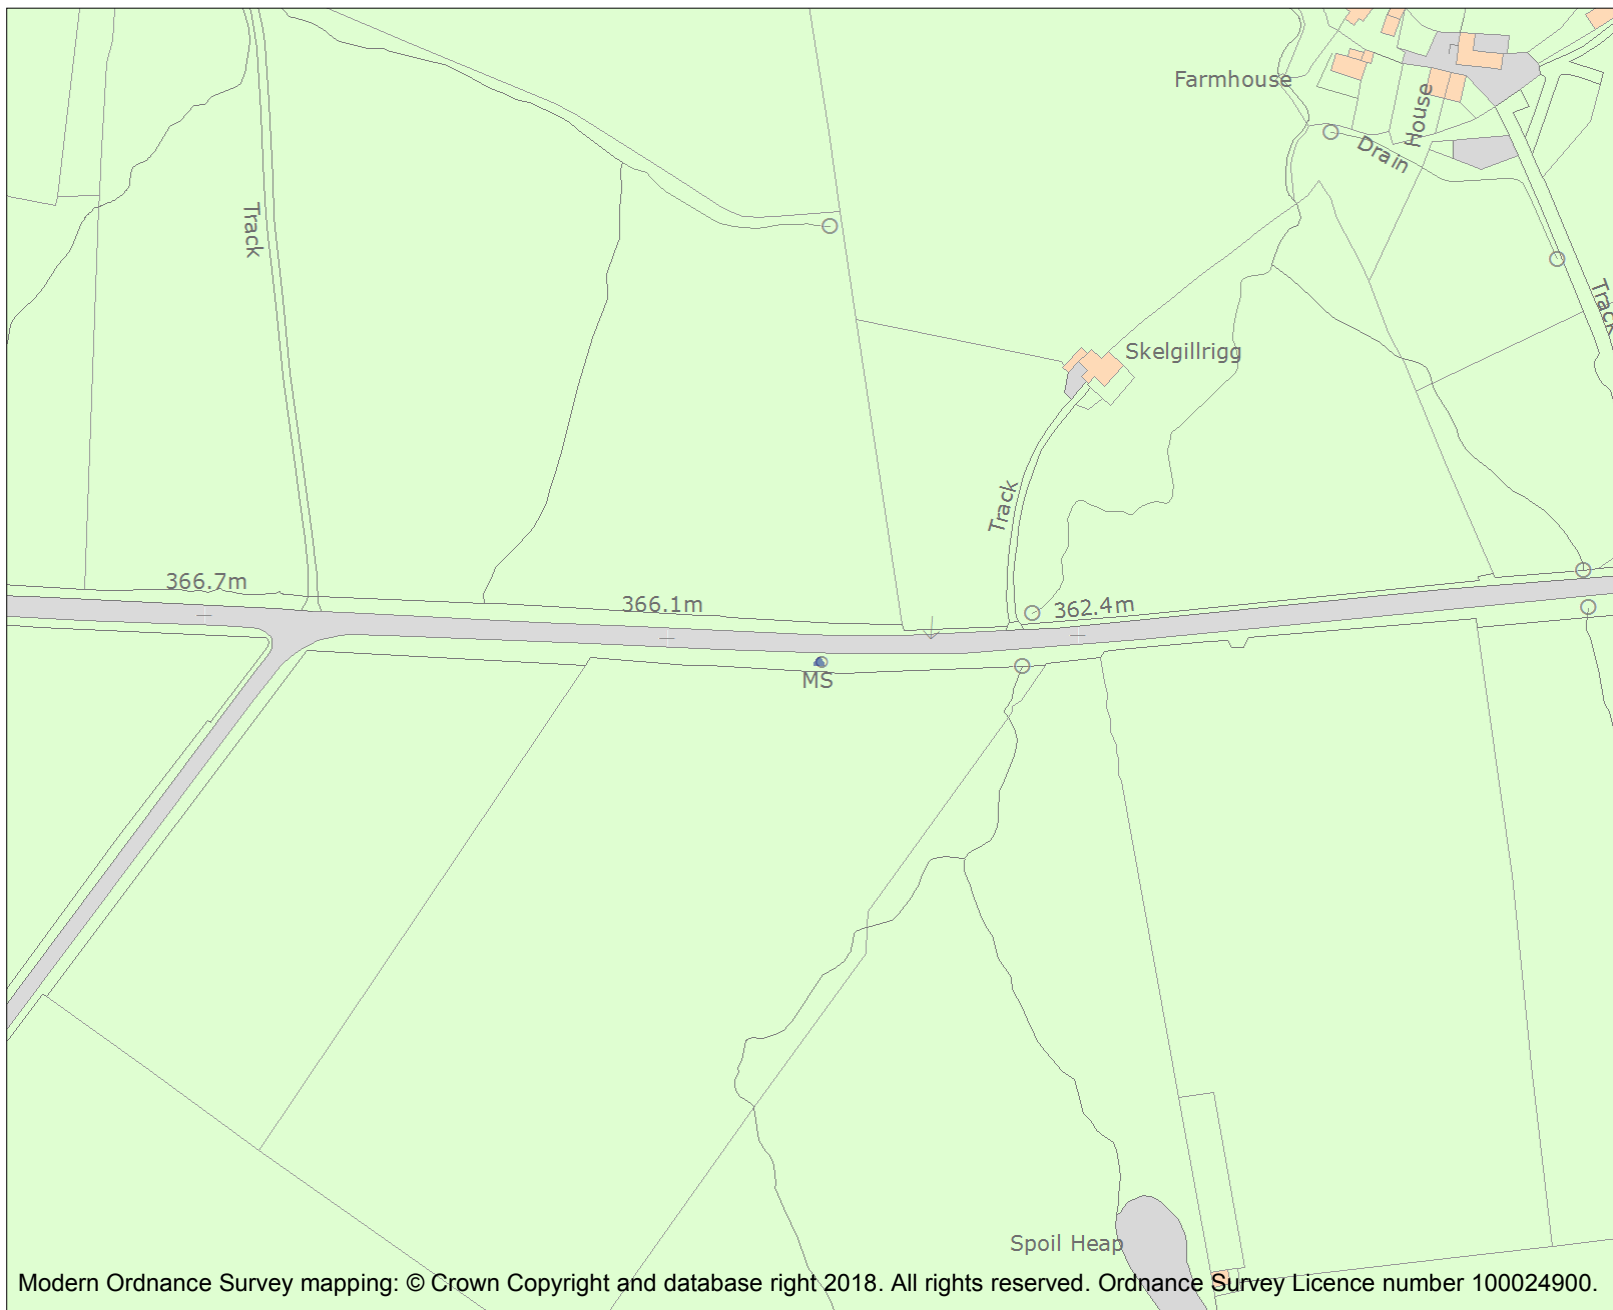 Farmhouse
House
Drain
Track
Track
Skelgillrigg
Track
366.7m
366.1m
362.4m
MS
Spoil Heap
Modern Ordnance Survey mapping: © Crown Copyright and database right 2018. All rights reserved. Ordnance Survey Licence number 100024900.